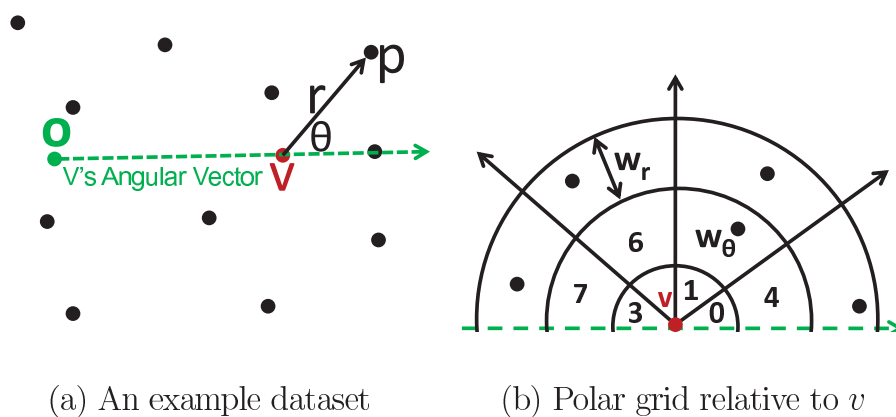 p
r
θ
O
V
V's Angular Vector
(a) An example dataset
w_r
6
w_θ
7
v
1
4
3
0
(b) Polar grid relative to v